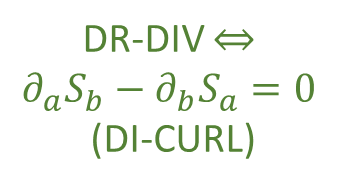 DR-DIV ⇔
∂ₐS_b − ∂_bSₐ = 0
(DI-CURL)